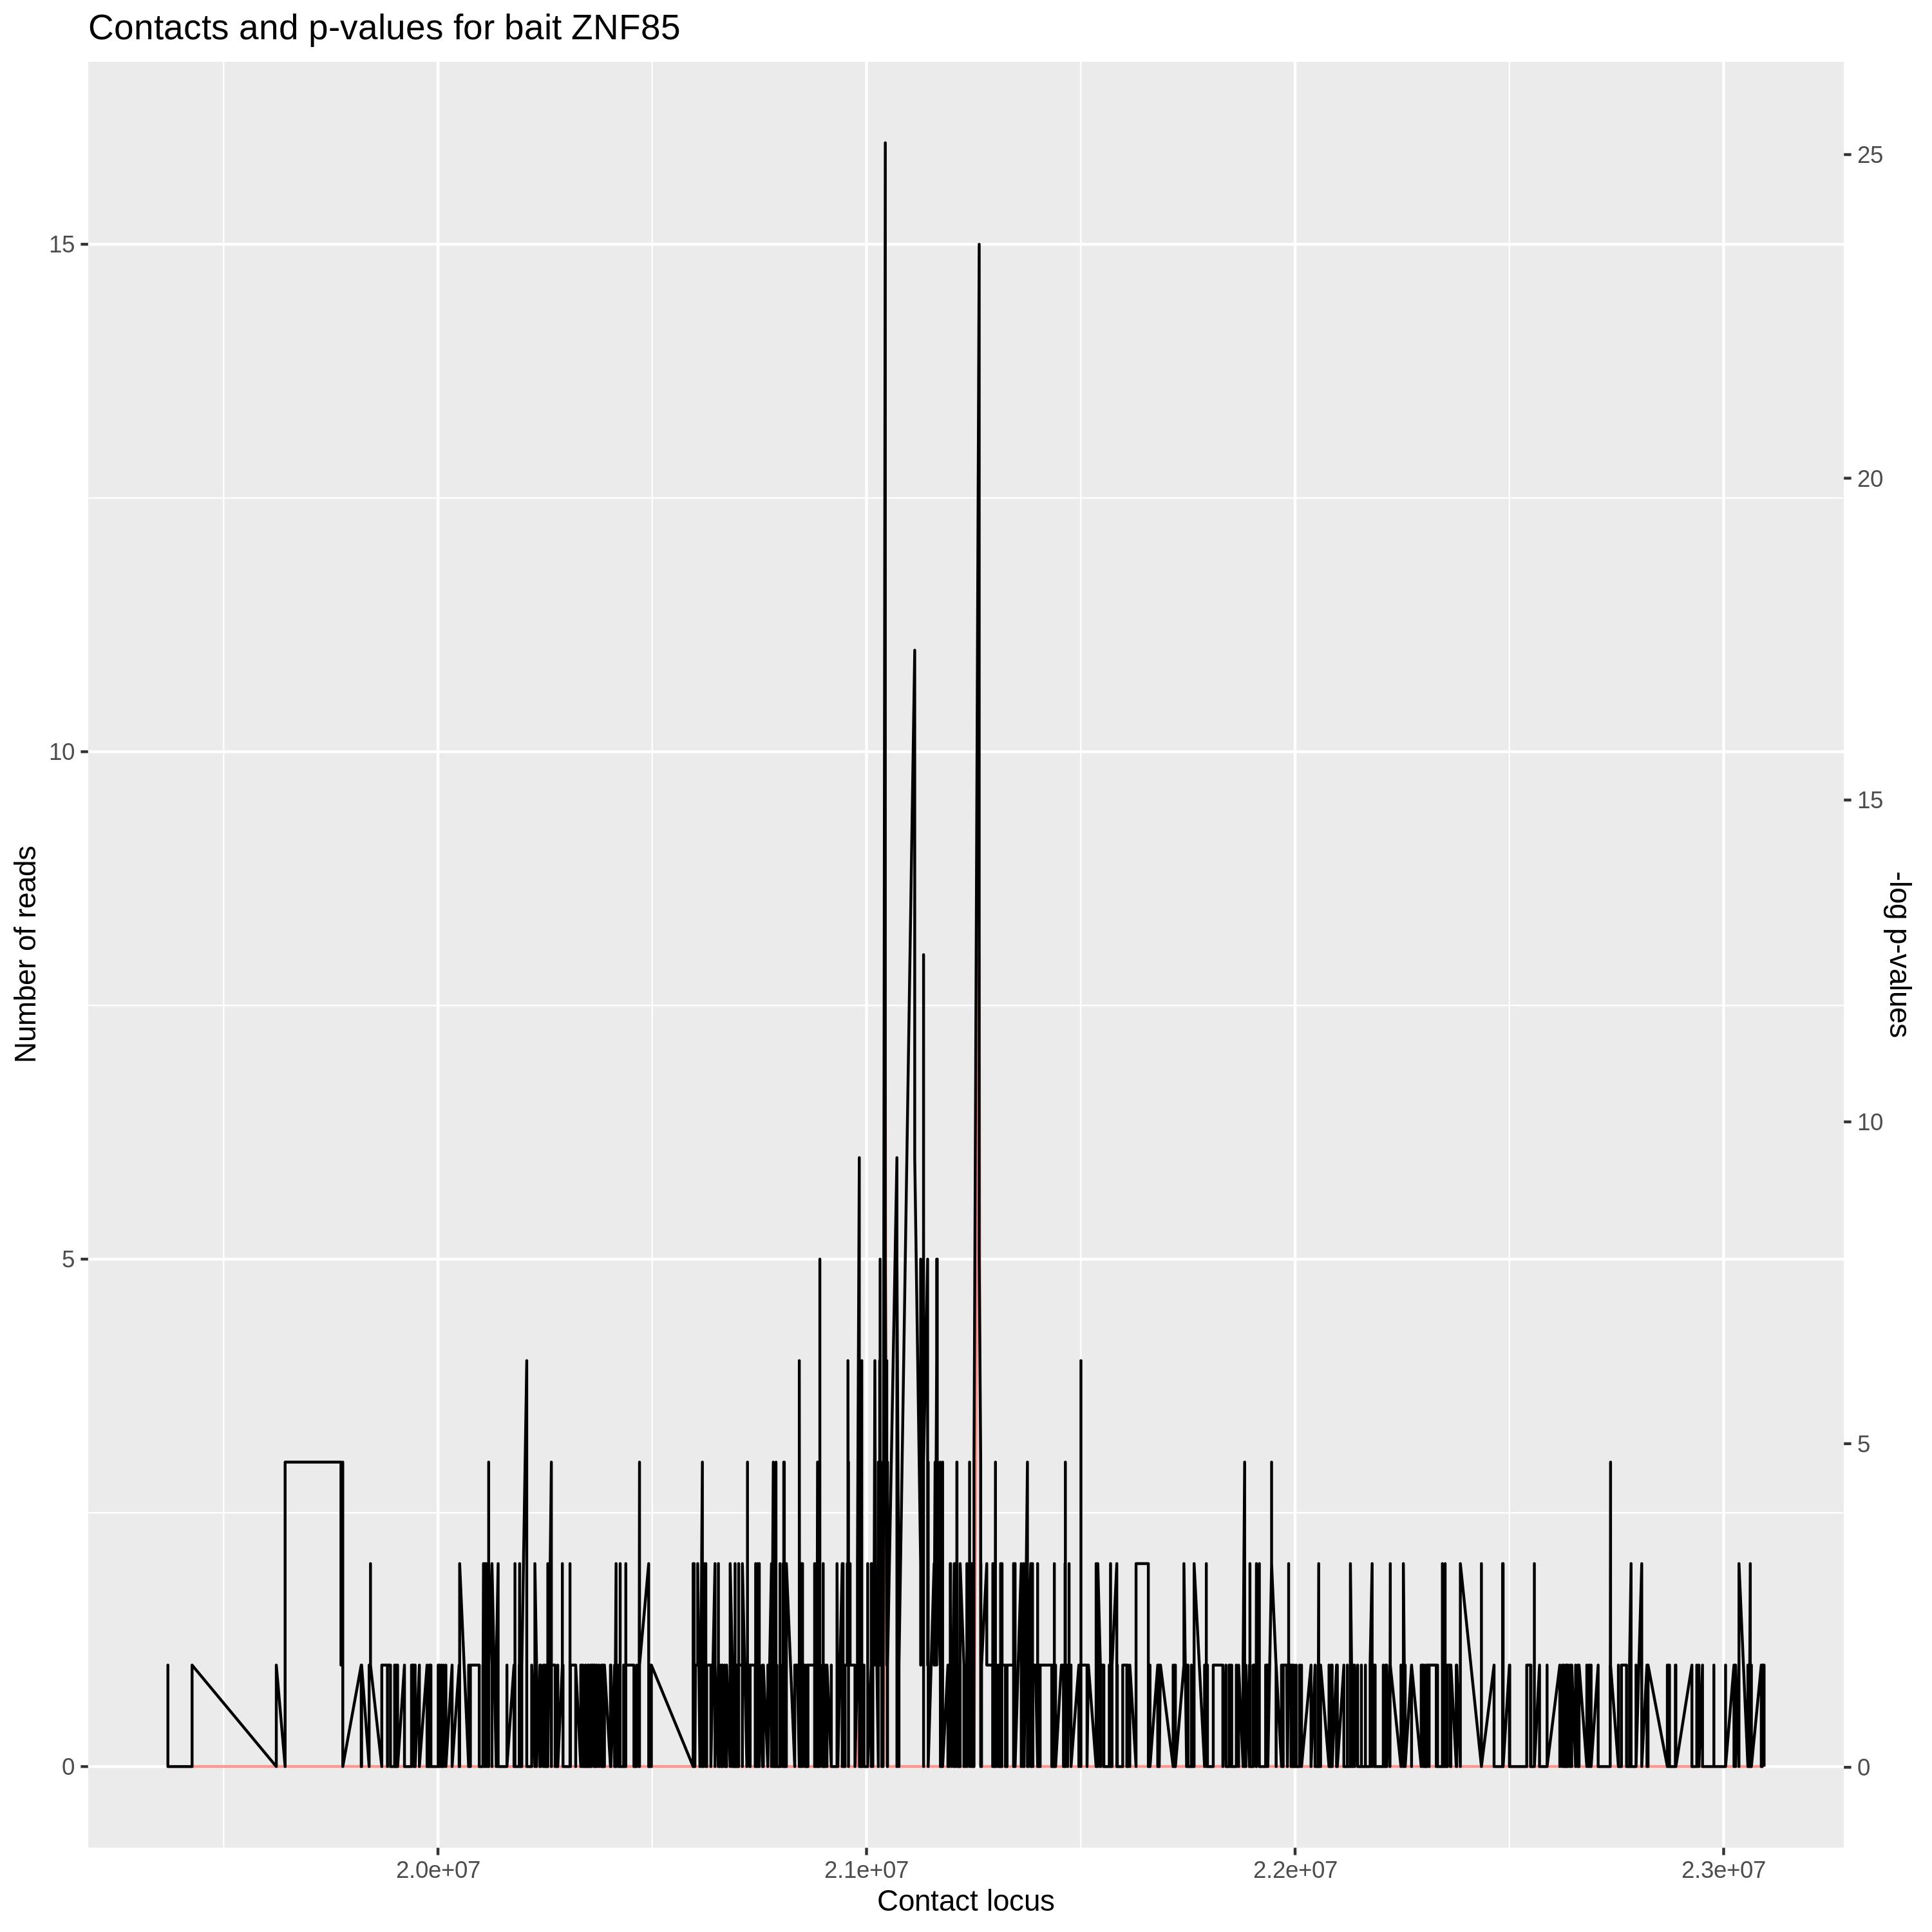 Contacts and p-values for bait ZNF85
25
15
20
10
15
Number of reads
-log p-values
10
5
5
0
0
2.0e+07
2.1e+07
2.2e+07
2.3e+07
Contact locus